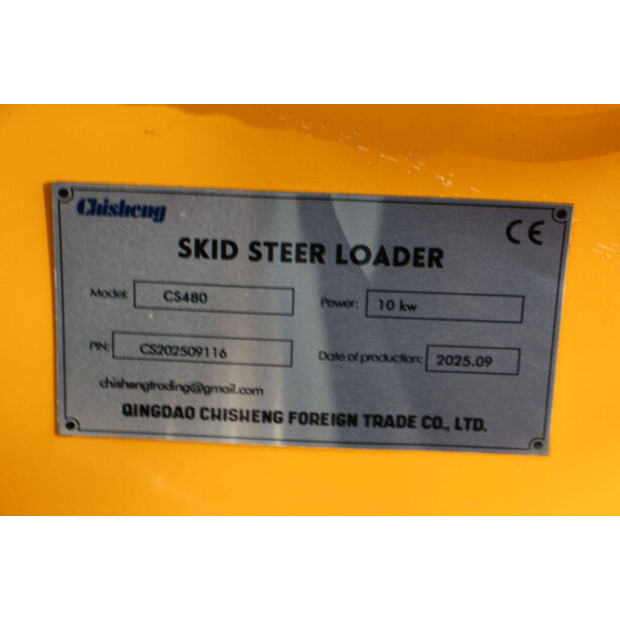 Chisheng
CE
SKID STEER LOADER
Model: CS480
Power: 10 kw
PIN: CS202509116
Date of production: 2025.09
chishengtrading@gmail.com
QINGDAO CHISHENG FOREIGN TRADE CO., LTD.